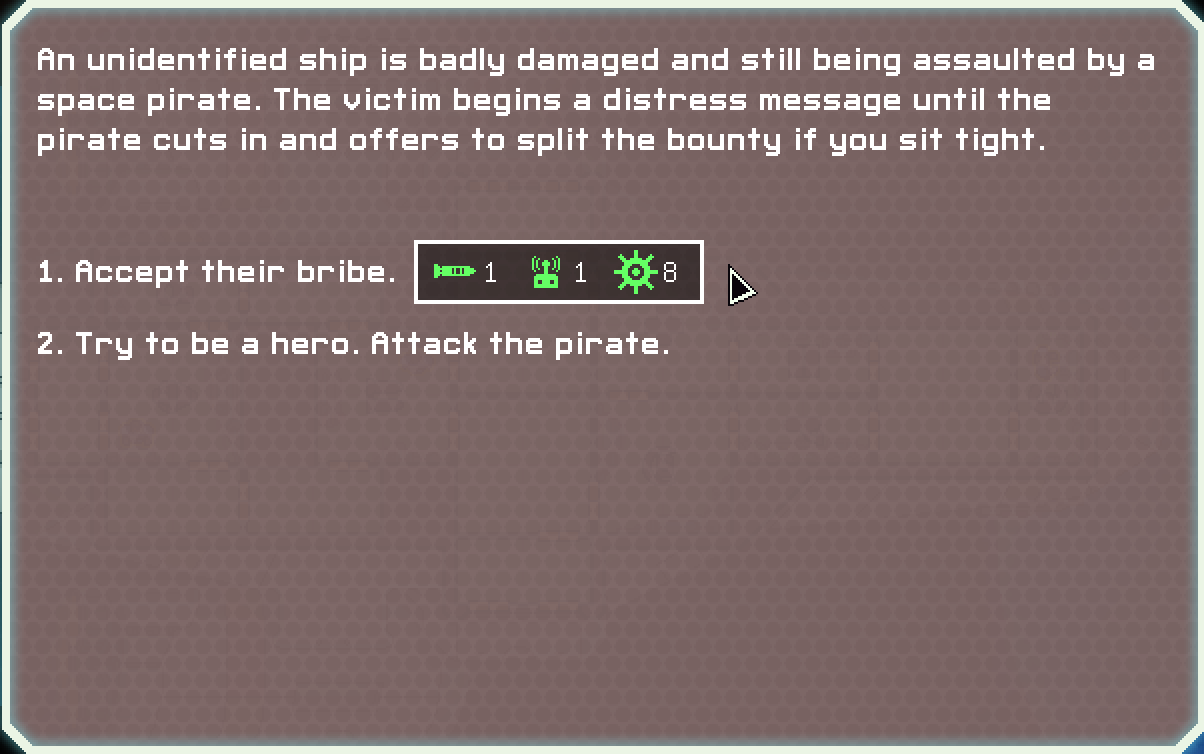 An unidentified ship is badly damaged and still being assaulted by a
space pirate. The victim begins a distress message until the
pirate cuts in and offers to split the bounty if you sit tight.
1. Accept their bribe. 1 1 8
2. Try to be a hero. Attack the pirate.